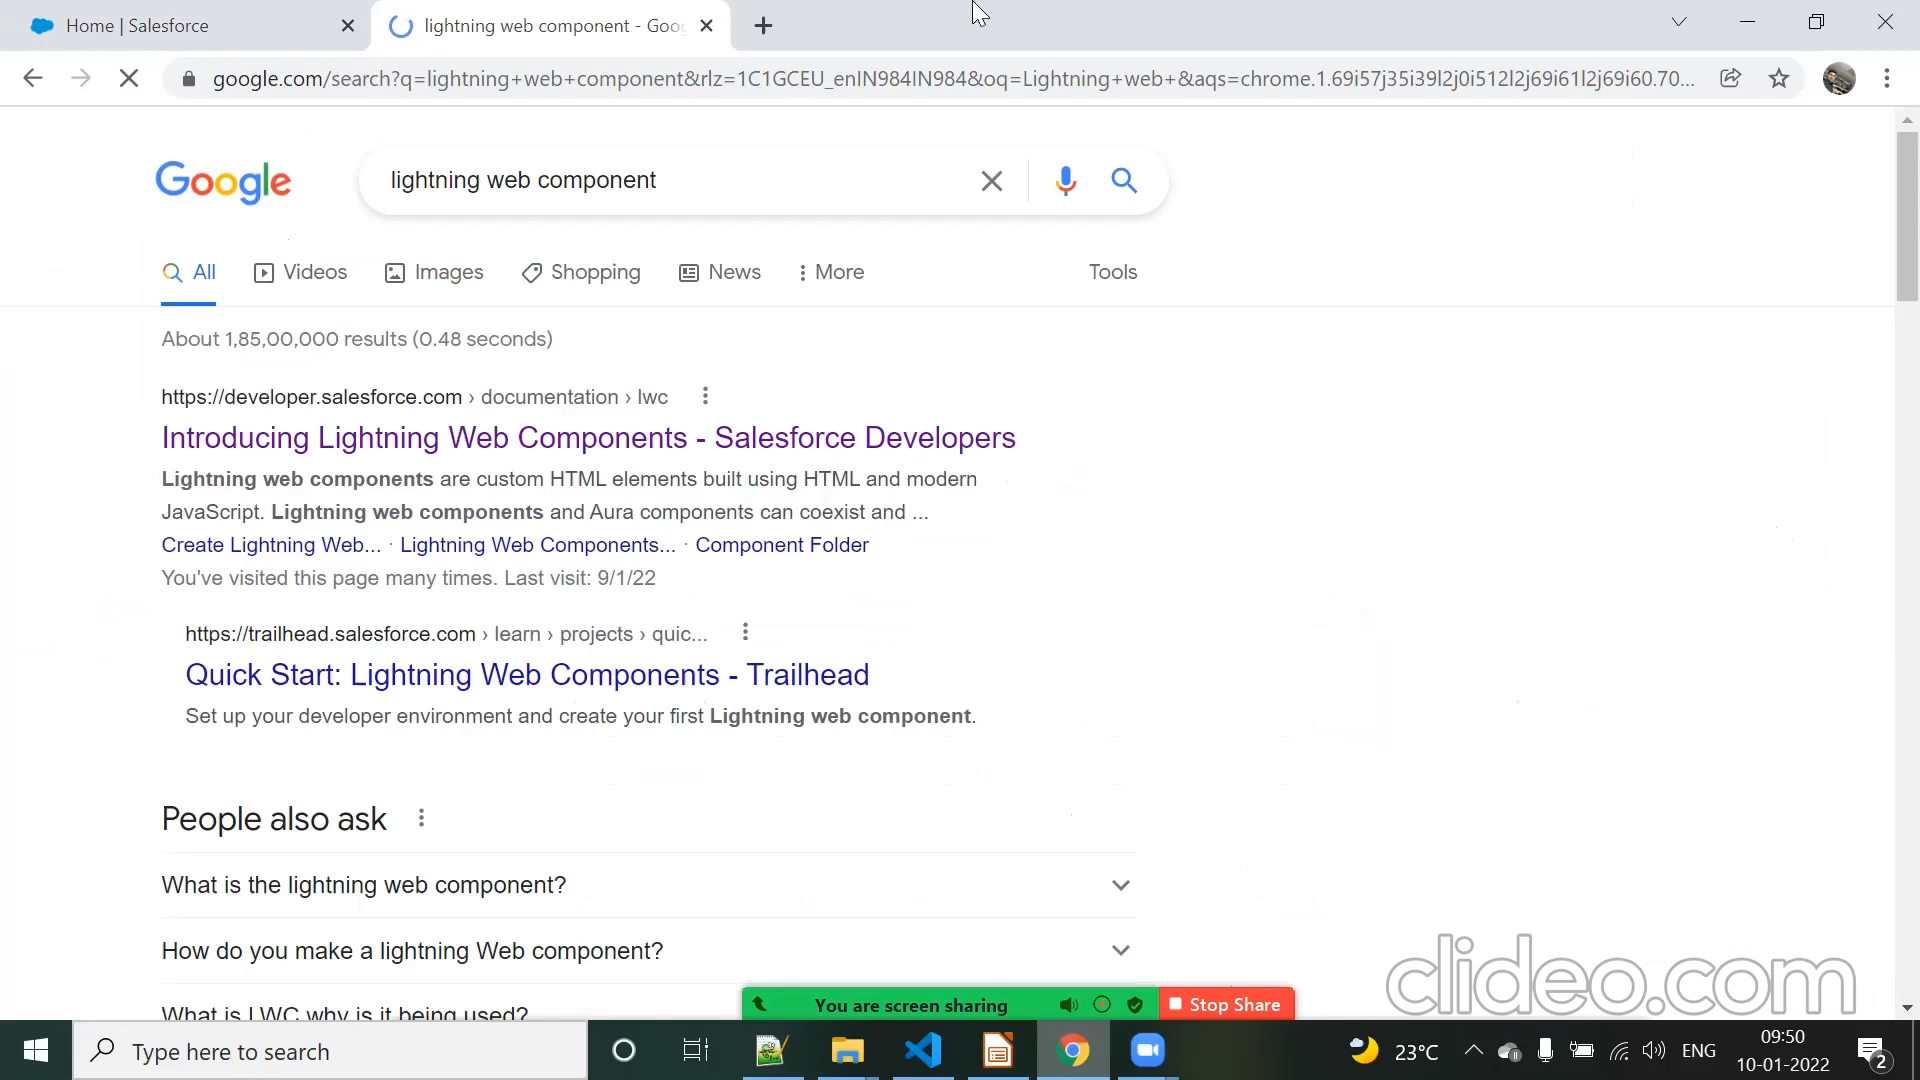 Home | Salesforce
lightning web component - Goo
google.com/search?q=lightning+web+component&rlz=1C1GCEU_enIN984IN984&oq=Lightning+web+&aqs=chrome.1.69i57j35i39l2j0i512l2j69i61l2j69i60.70...
Google
lightning web component
All
Videos
Images
Shopping
News
More
Tools
About 1,85,00,000 results (0.48 seconds)
https://developer.salesforce.com › documentation › lwc
Introducing Lightning Web Components - Salesforce Developers
Lightning web components are custom HTML elements built using HTML and modern
JavaScript. Lightning web components and Aura components can coexist and ...
Create Lightning Web... · Lightning Web Components... · Component Folder
You've visited this page many times. Last visit: 9/1/22
https://trailhead.salesforce.com › learn › projects › quic...
Quick Start: Lightning Web Components - Trailhead
Set up your developer environment and create your first Lightning web component.
People also ask
What is the lightning web component?
How do you make a lightning Web component?
What is LWC why is it being used?
You are screen sharing
Stop Share
clideo.com
Type here to search
23°C
ENG
09:50
10-01-2022
2